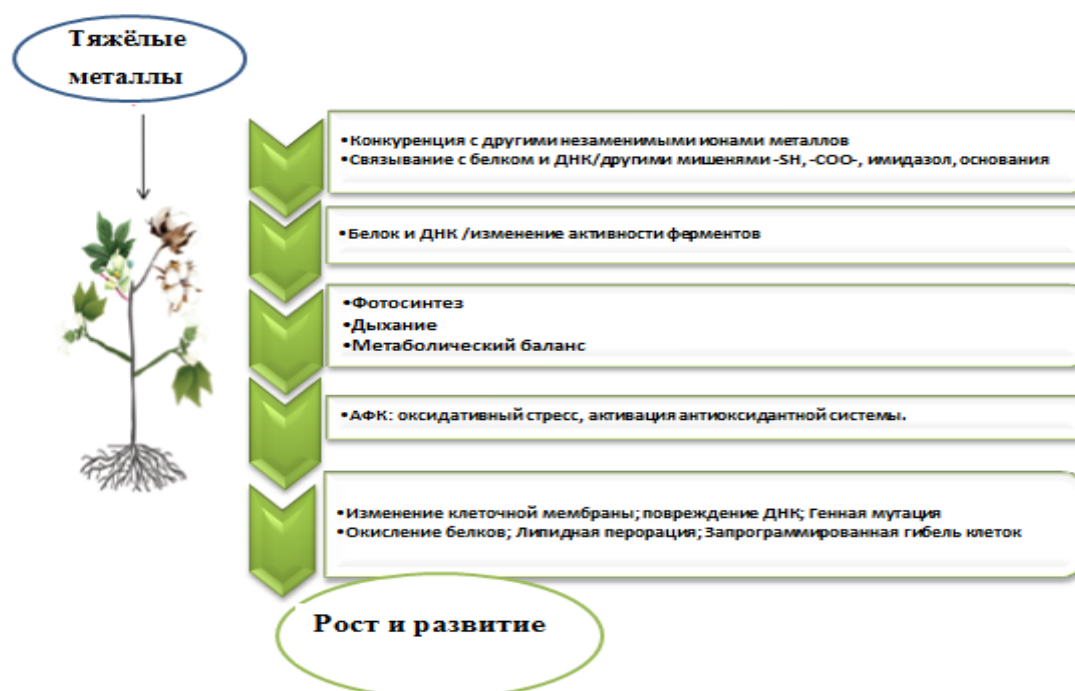 Тяжёлые
металлы
•Конкуренция с другими незаменимыми ионами металлов
•Связывание с белком и ДНК/другими мишенями -SH, -COO-, имидазол, основания
•Белок и ДНК /изменение активности ферментов
•Фотосинтез
•Дыхание
•Метаболический баланс
•АФК: оксидативный стресс, активация антиоксидантной системы.
•Изменение клеточной мембраны; повреждение ДНК; Генная мутация
•Окисление белков; Липидная перорация; Запрограммированная гибель клеток
Рост и развитие